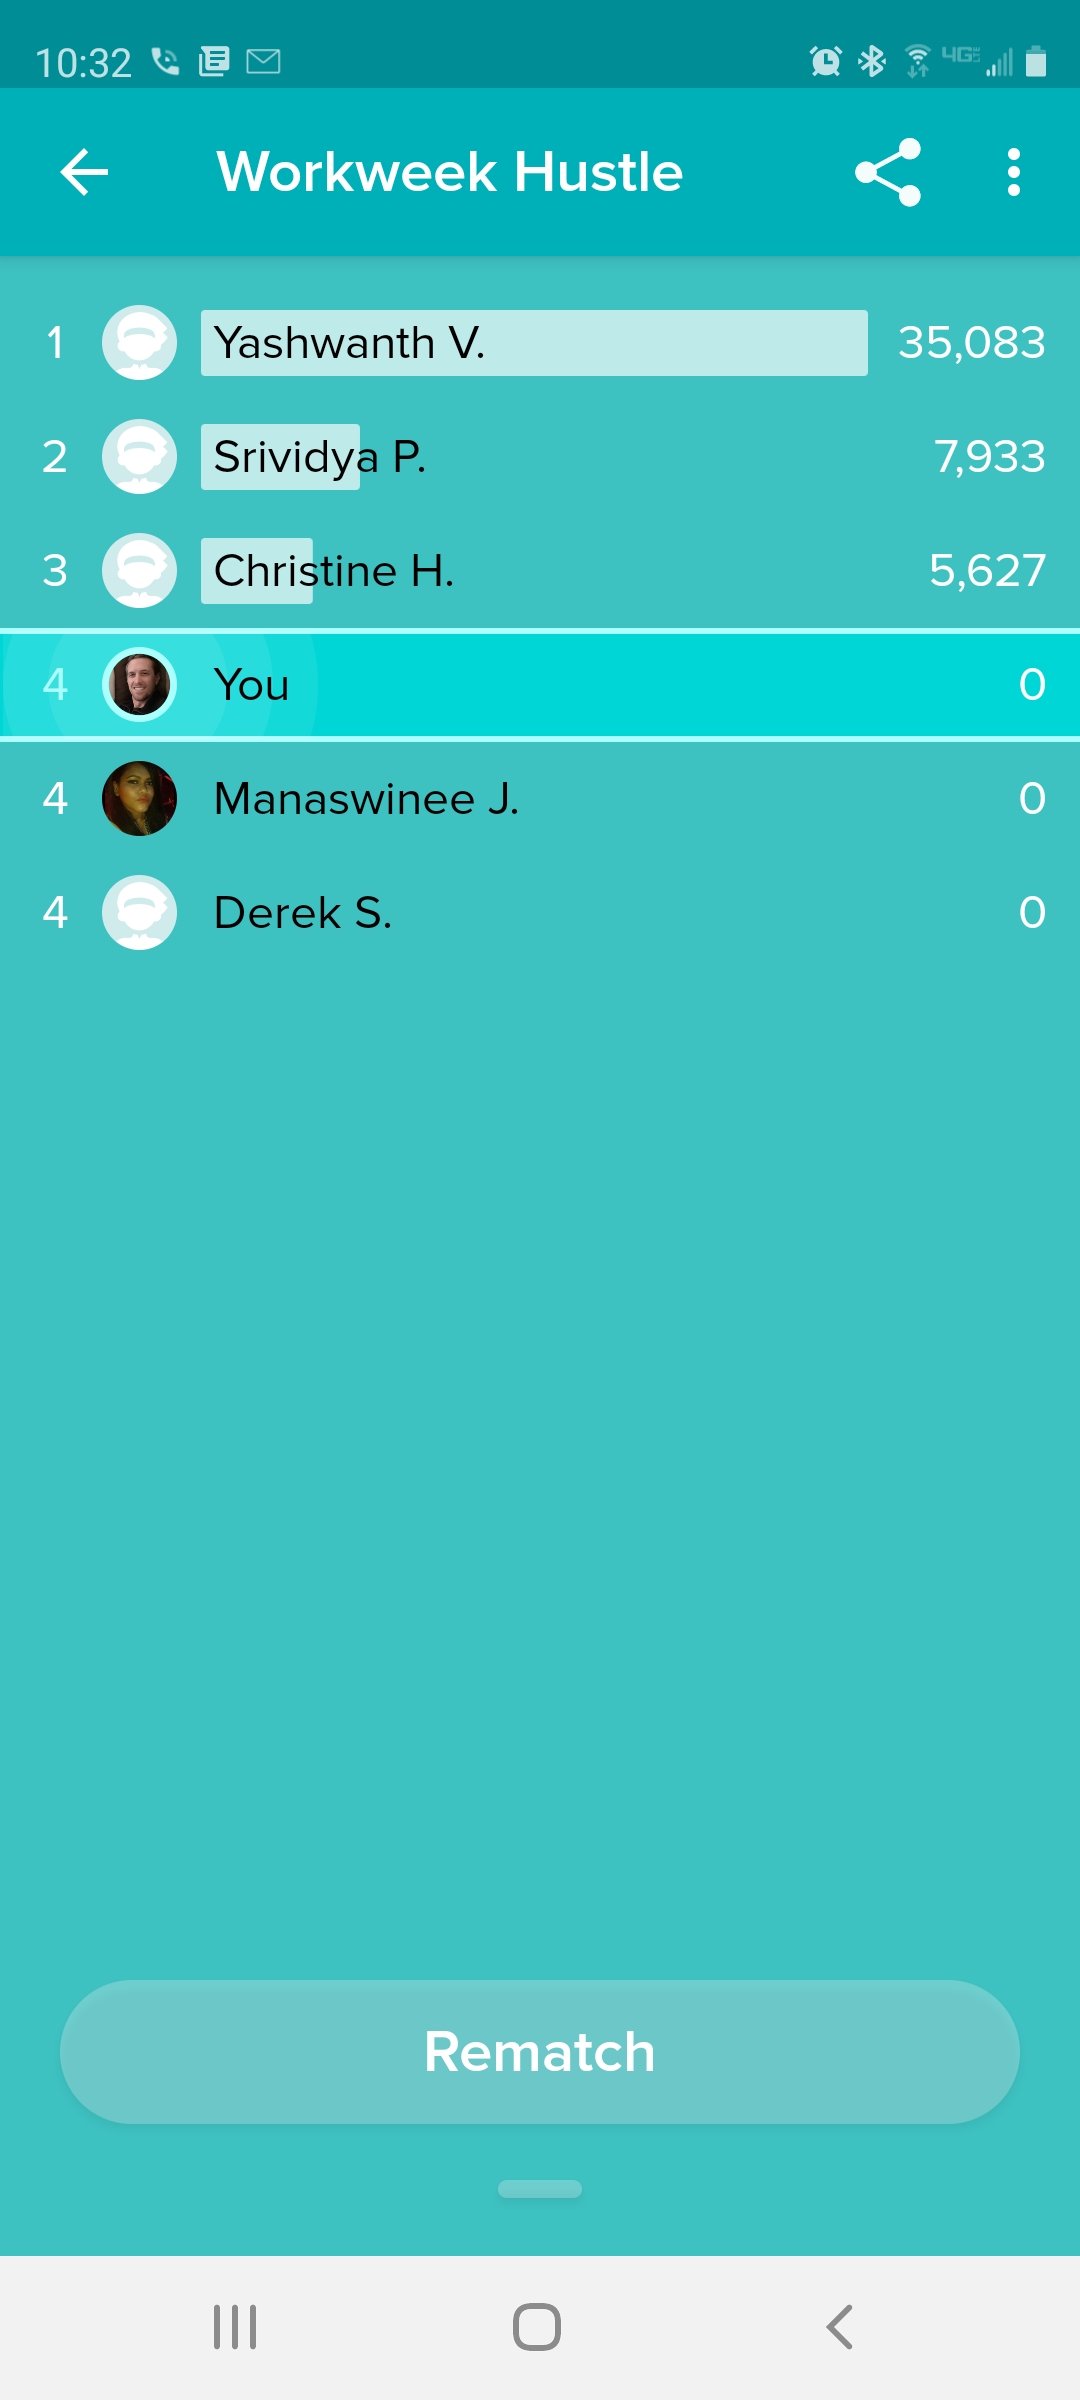 10:32 4G
Workweek Hustle
1 Yashwanth V. 35,083
2 Srividya P. 7,933
3 Christine H. 5,627
4 You 0
4 Manaswinee J. 0
4 Derek S. 0
Rematch